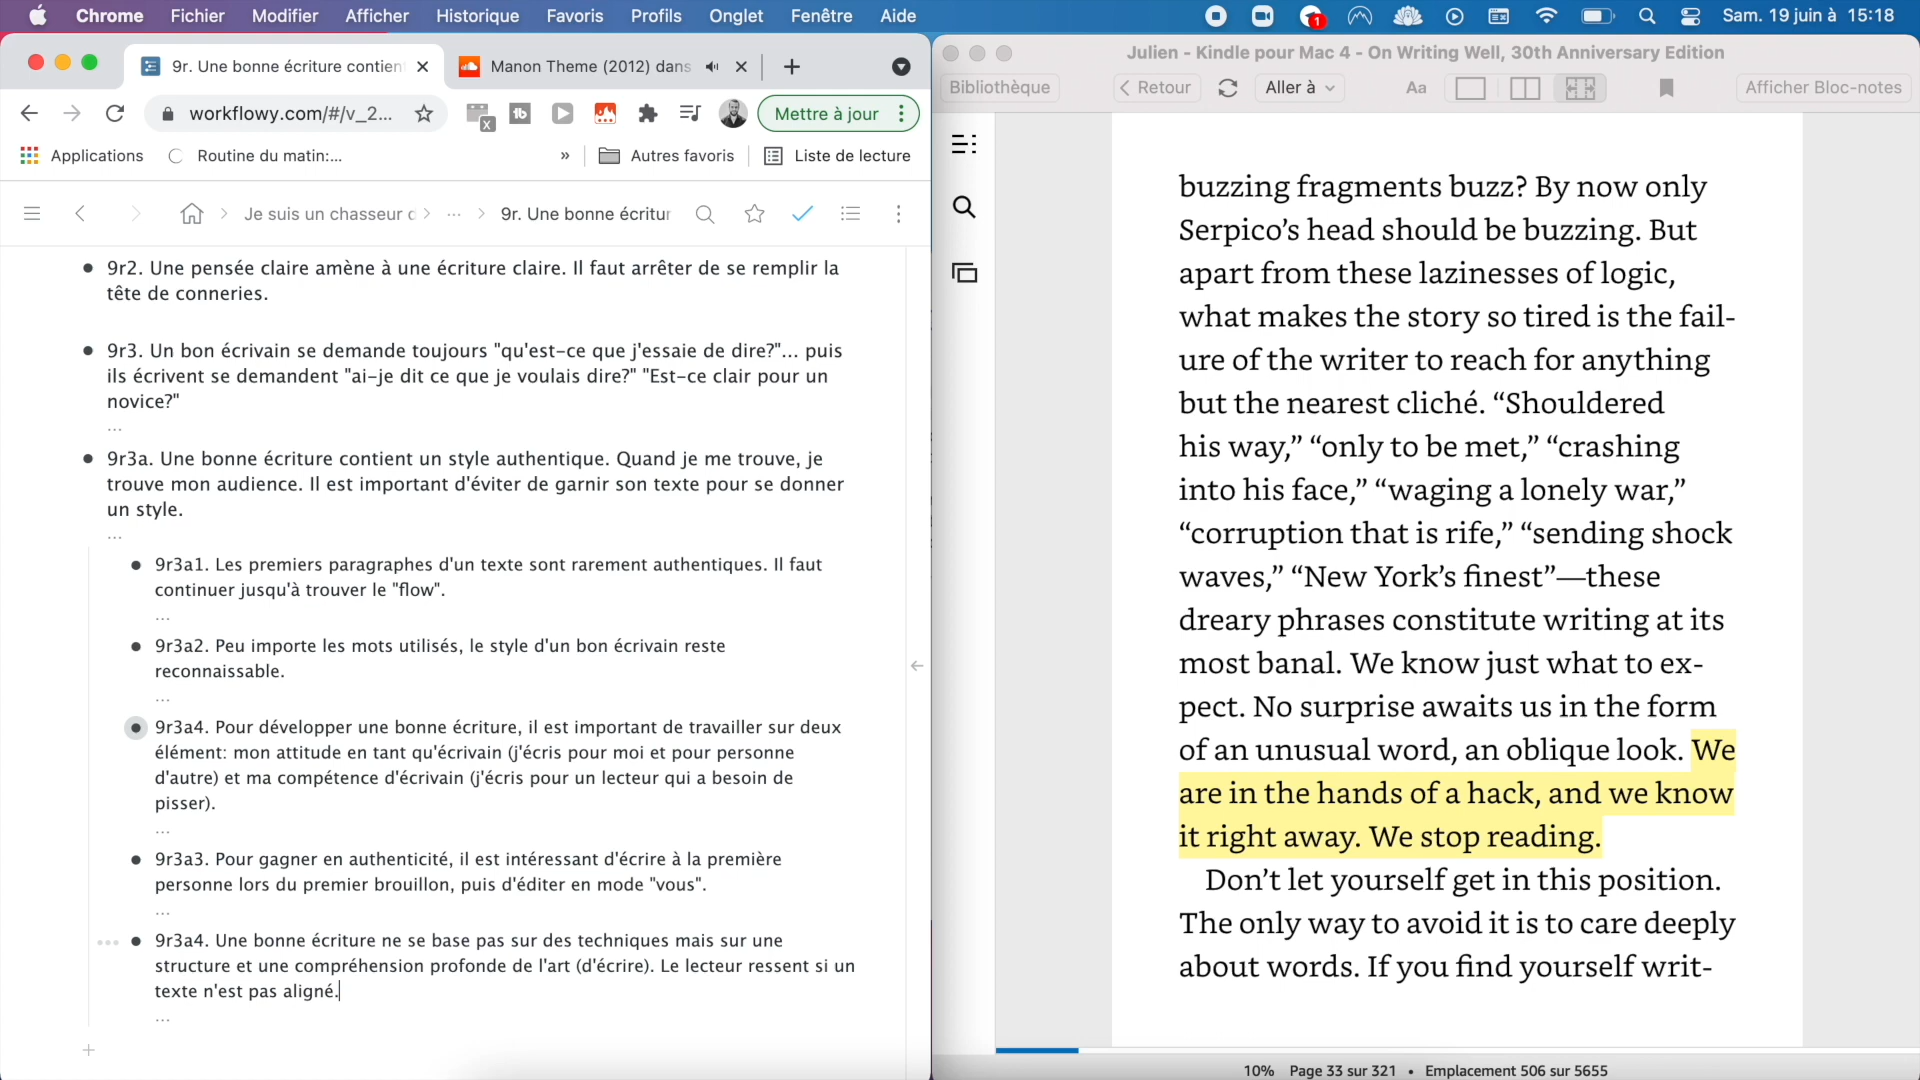 Chrome Fichier Modifier Afficher Historique Favoris Profils Onglet Fenêtre Aide
1
Sam. 19 juin à 15:18
9r. Une bonne écriture contien
Manon Theme (2012) dans
workflowy.com/#/v_2...
x
tb
Mettre à jour
Applications
Routine du matin:...
»
Autres favoris
Liste de lecture
Je suis un chasseur d
...
9r. Une bonne écritur
9r2. Une pensée claire amène à une écriture claire. Il faut arrêter de se remplir la
tête de conneries.
9r3. Un bon écrivain se demande toujours "qu'est-ce que j'essaie de dire?"... puis
ils écrivent se demandent "ai-je dit ce que je voulais dire?" "Est-ce clair pour un
novice?"
...
9r3a. Une bonne écriture contient un style authentique. Quand je me trouve, je
trouve mon audience. Il est important d'éviter de garnir son texte pour se donner
un style.
...
9r3a1. Les premiers paragraphes d'un texte sont rarement authentiques. Il faut
continuer jusqu'à trouver le "flow".
...
9r3a2. Peu importe les mots utilisés, le style d'un bon écrivain reste
reconnaissable.
...
9r3a4. Pour développer une bonne écriture, il est important de travailler sur deux
élément: mon attitude en tant qu'écrivain (j'écris pour moi et pour personne
d'autre) et ma compétence d'écrivain (j'écris pour un lecteur qui a besoin de
pisser).
...
9r3a3. Pour gagner en authenticité, il est intéressant d'écrire à la première
personne lors du premier brouillon, puis d'éditer en mode "vous".
...
9r3a4. Une bonne écriture ne se base pas sur des techniques mais sur une
structure et une compréhension profonde de l'art (d'écrire). Le lecteur ressent si un
texte n'est pas aligné.
...
Julien - Kindle pour Mac 4 - On Writing Well, 30th Anniversary Edition
Bibliothèque
Retour
Aller à
Aa
Afficher Bloc-notes
buzzing fragments buzz? By now only
Serpico’s head should be buzzing. But
apart from these lazinesses of logic,
what makes the story so tired is the fail-
ure of the writer to reach for anything
but the nearest cliché. “Shouldered
his way,” “only to be met,” “crashing
into his face,” “waging a lonely war,”
“corruption that is rife,” “sending shock
waves,” “New York’s finest”—these
dreary phrases constitute writing at its
most banal. We know just what to ex-
pect. No surprise awaits us in the form
of an unusual word, an oblique look. We
are in the hands of a hack, and we know
it right away. We stop reading.
Don’t let yourself get in this position.
The only way to avoid it is to care deeply
about words. If you find yourself writ-
10% Page 33 sur 321 • Emplacement 506 sur 5655